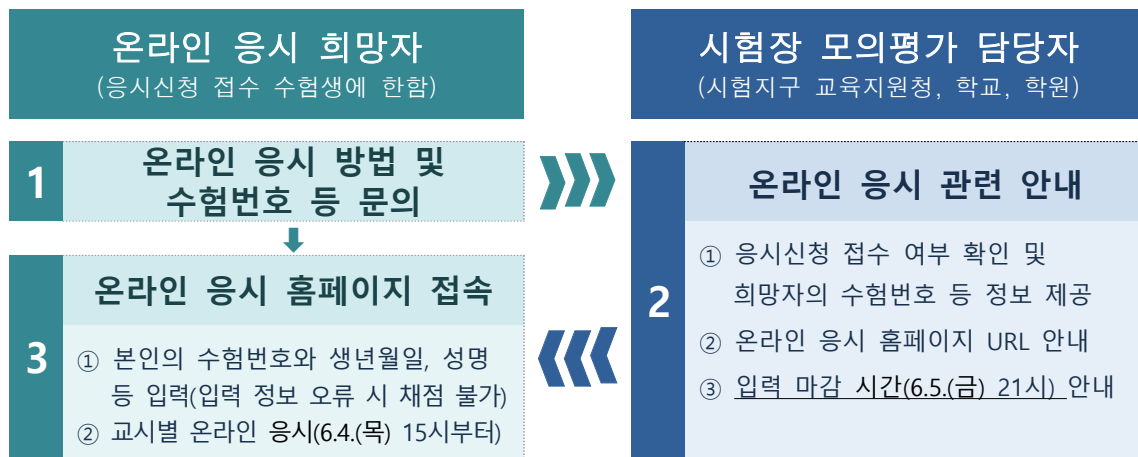 온라인 응시 희망자
(응시신청 접수 수험생에 한함)
시험장 모의평가 담당자
(시험지구 교육지원청, 학교, 학원)
1
온라인 응시 방법 및
수험번호 등 문의
2
온라인 응시 관련 안내
① 응시신청 접수 여부 확인 및
희망자의 수험번호 등 정보 제공
② 온라인 응시 홈페이지 URL 안내
③ 입력 마감 시간(6.5.(금) 21시) 안내
3
온라인 응시 홈페이지 접속
① 본인의 수험번호와 생년월일, 성명
등 입력(입력 정보 오류 시 채점 불가)
② 교시별 온라인 응시(6.4.(목) 15시부터)